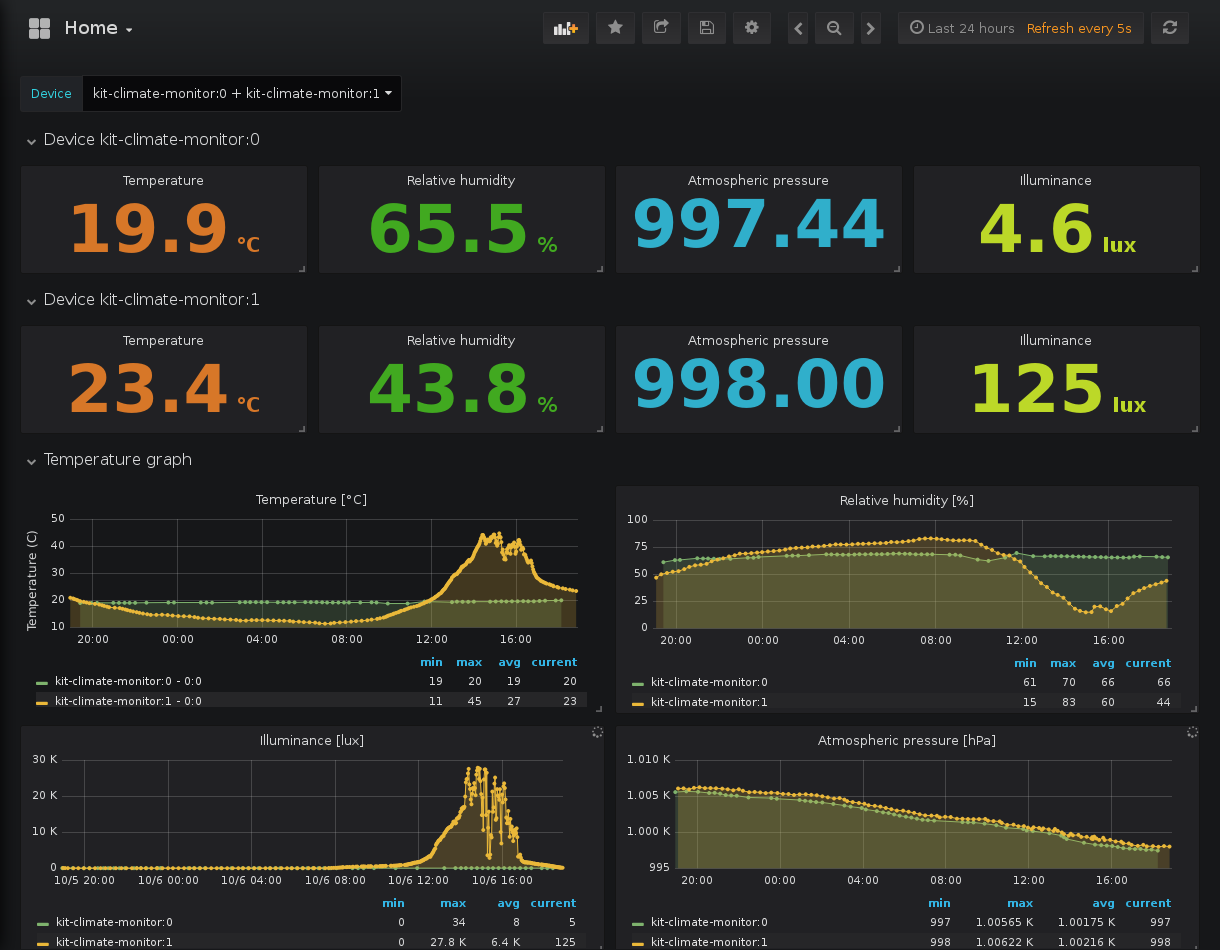 Home
Last 24 hours Refresh every 5s
Device kit-climate-monitor:0 + kit-climate-monitor:1
Device kit-climate-monitor:0
Temperature Relative humidity Atmospheric pressure Illuminance
19.9 °C 65.5 % 997.44 4.6 lux
Device kit-climate-monitor:1
Temperature Relative humidity Atmospheric pressure Illuminance
23.4 °C 43.8 % 998.00 125 lux
Temperature graph
Temperature [°C]
Temperature (C)
50
40
30
20
10
20:00 00:00 04:00 08:00 12:00 16:00
min max avg current
kit-climate-monitor:0 - 0:0 19 20 19 20
kit-climate-monitor:1 - 0:0 11 45 27 23
Relative humidity [%]
100
75
50
25
0
20:00 00:00 04:00 08:00 12:00 16:00
min max avg current
kit-climate-monitor:0 61 70 66 66
kit-climate-monitor:1 15 83 60 44
Illuminance [lux]
30 K
20 K
10 K
0
10/5 20:00 10/6 00:00 10/6 04:00 10/6 08:00 10/6 12:00 10/6 16:00
min max avg current
kit-climate-monitor:0 0 34 8 5
kit-climate-monitor:1 0 27.8 K 6.4 K 125
Atmospheric pressure [hPa]
1.010 K
1.005 K
1.000 K
995
20:00 00:00 04:00 08:00 12:00 16:00
min max avg current
kit-climate-monitor:0 997 1.00565 K 1.00175 K 997
kit-climate-monitor:1 998 1.00622 K 1.00216 K 998